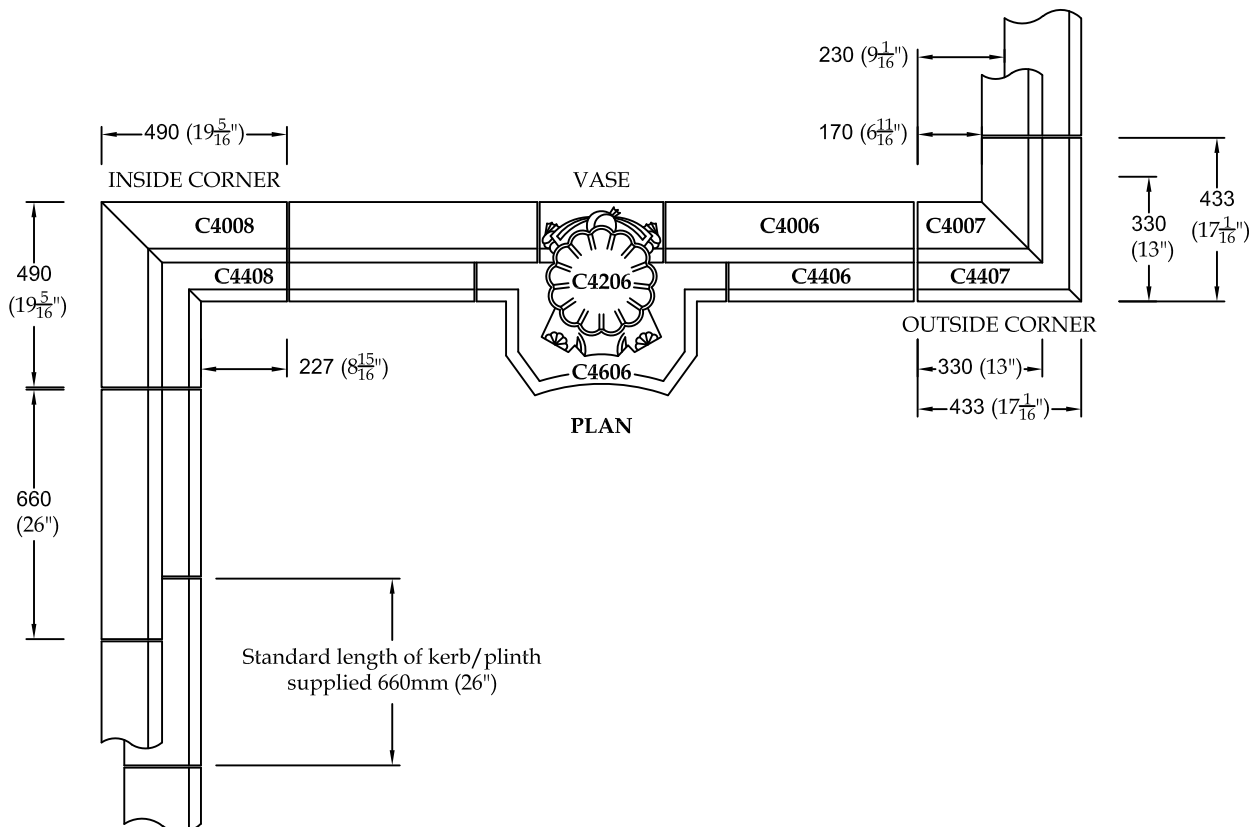 230 (9 1/16")
490 (19 5/16")
170 (6 11/16")
INSIDE CORNER
VASE
C4008
C4006
C4007
433
(17 1/16")
330
(13")
490
(19 5/16")
C4408
C4206
C4406
C4407
OUTSIDE CORNER
227 (8 15/16")
C4606
330 (13")
433 (17 1/16")
PLAN
660
(26")
Standard length of kerb/plinth
supplied 660mm (26")